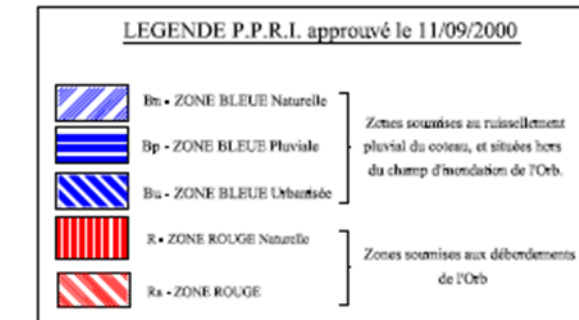 LEGENDE P.P.R.I. approuvé le 11/09/2000
Bn - ZONE BLEUE Naturelle
Bp - ZONE BLEUE Pluviale
Bu - ZONE BLEUE Urbanisée
Zones soumises au ruissellement
pluvial du coteau, et situées hors
du champ d'inondation de l'Orb.
R - ZONE ROUGE Naturelle
Ra - ZONE ROUGE
Zones soumises aux débordements
de l'Orb